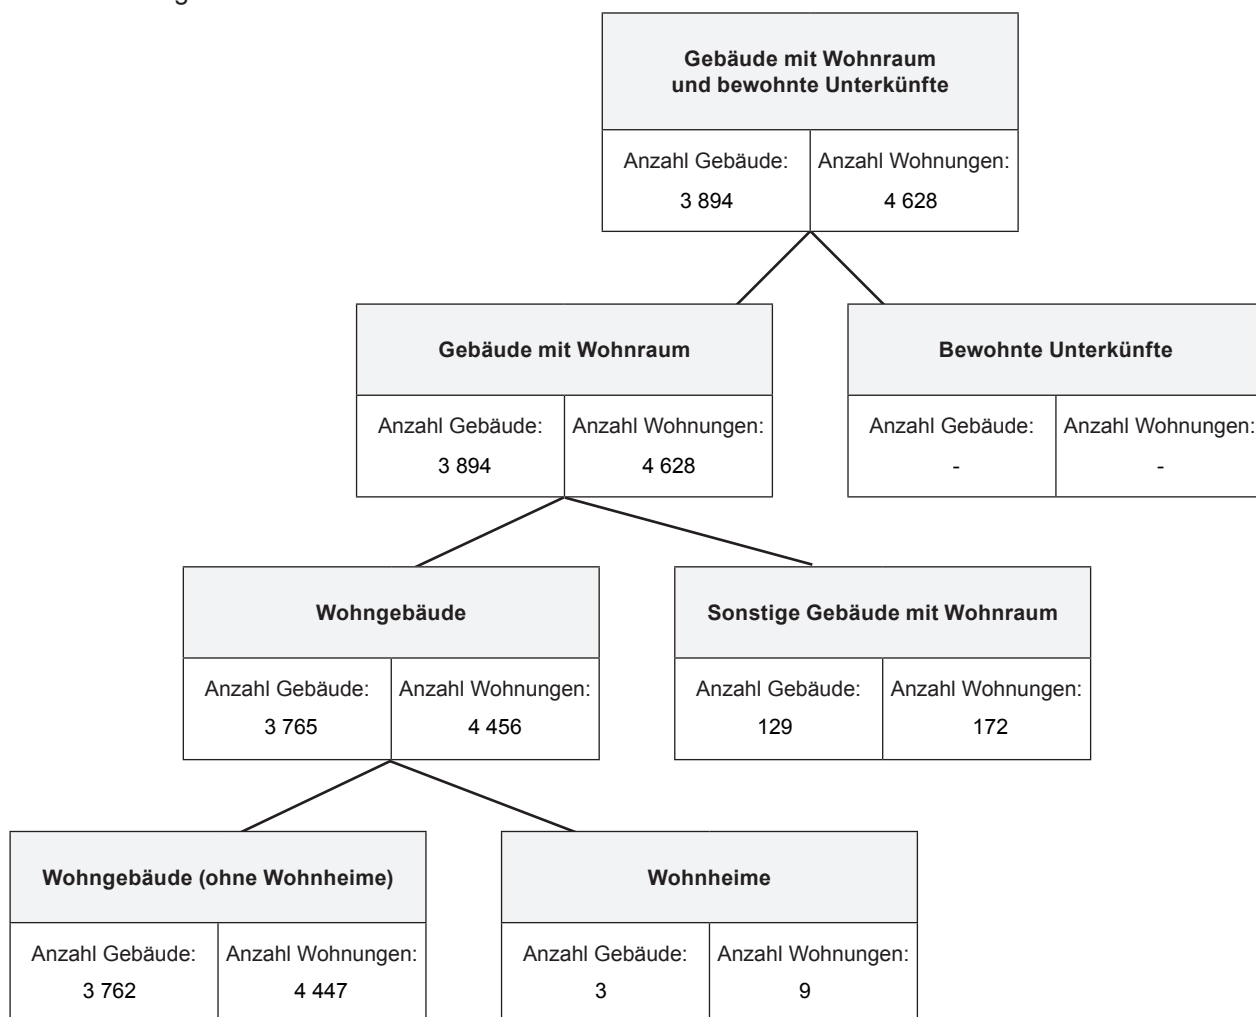 Gebäude mit Wohnraum
und bewohnte Unterkünfte
Anzahl Gebäude: Anzahl Wohnungen:
3 894 4 628
Gebäude mit Wohnraum Bewohnte Unterkünfte
Anzahl Gebäude: Anzahl Wohnungen: Anzahl Gebäude: Anzahl Wohnungen:
3 894 4 628 - -
Wohngebäude Sonstige Gebäude mit Wohnraum
Anzahl Gebäude: Anzahl Wohnungen: Anzahl Gebäude: Anzahl Wohnungen:
3 765 4 456 129 172
Wohngebäude (ohne Wohnheime) Wohnheime
Anzahl Gebäude: Anzahl Wohnungen: Anzahl Gebäude: Anzahl Wohnungen:
3 762 4 447 3 9